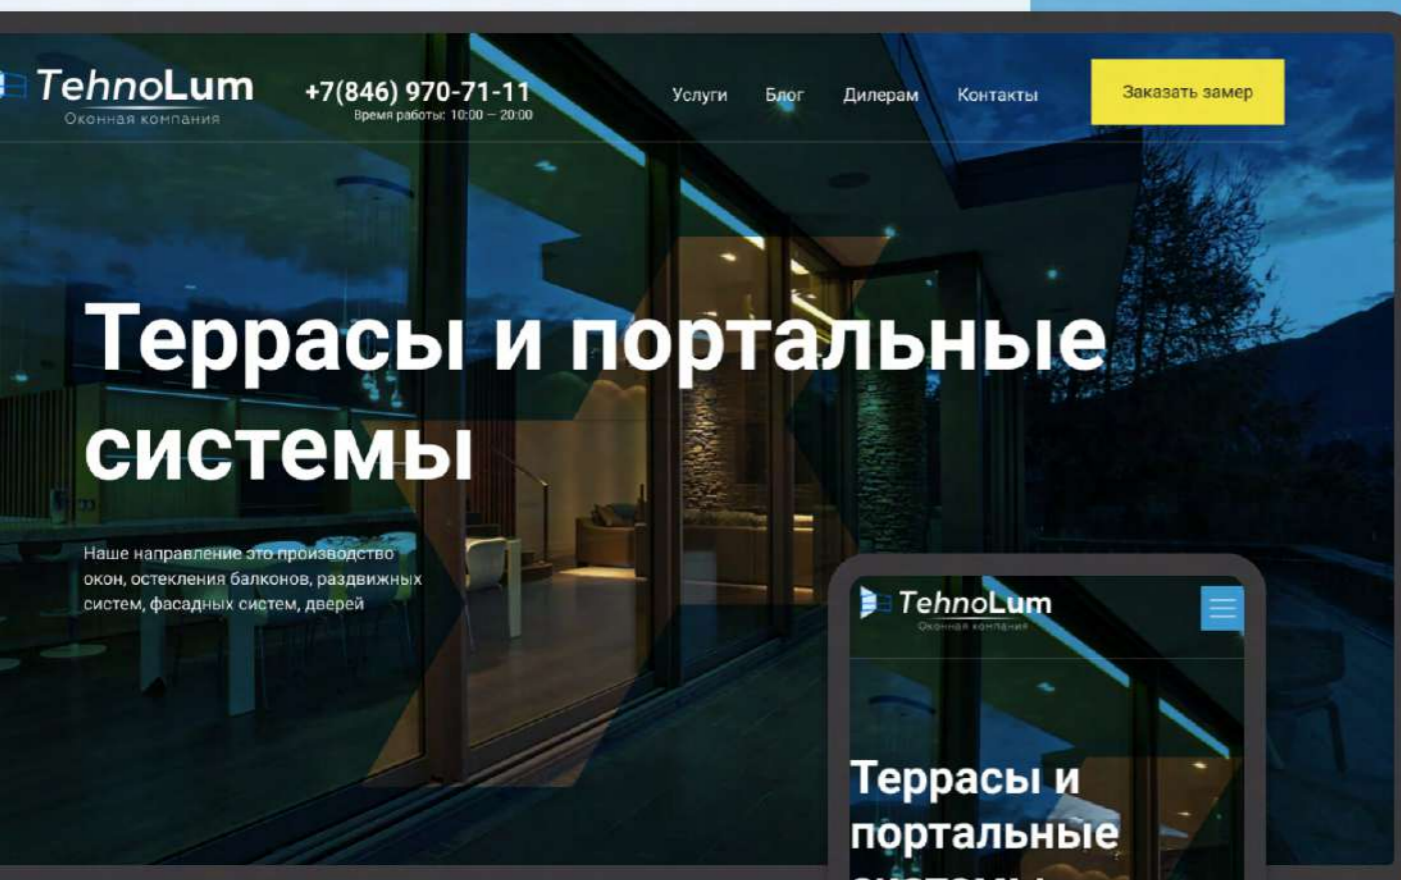 TehnoLum
Оконная компания
+7(846) 970-71-11
Время работы: 10:00 – 20:00
Услуги
Блог
Дилерам
Контакты
Заказать замер
Террасы и портальные
системы
Наше направление это производство
окон, остекления балконов, раздвижных
систем, фасадных систем, дверей
TehnoLum
Оконная компания
Террасы и
портальные
системы